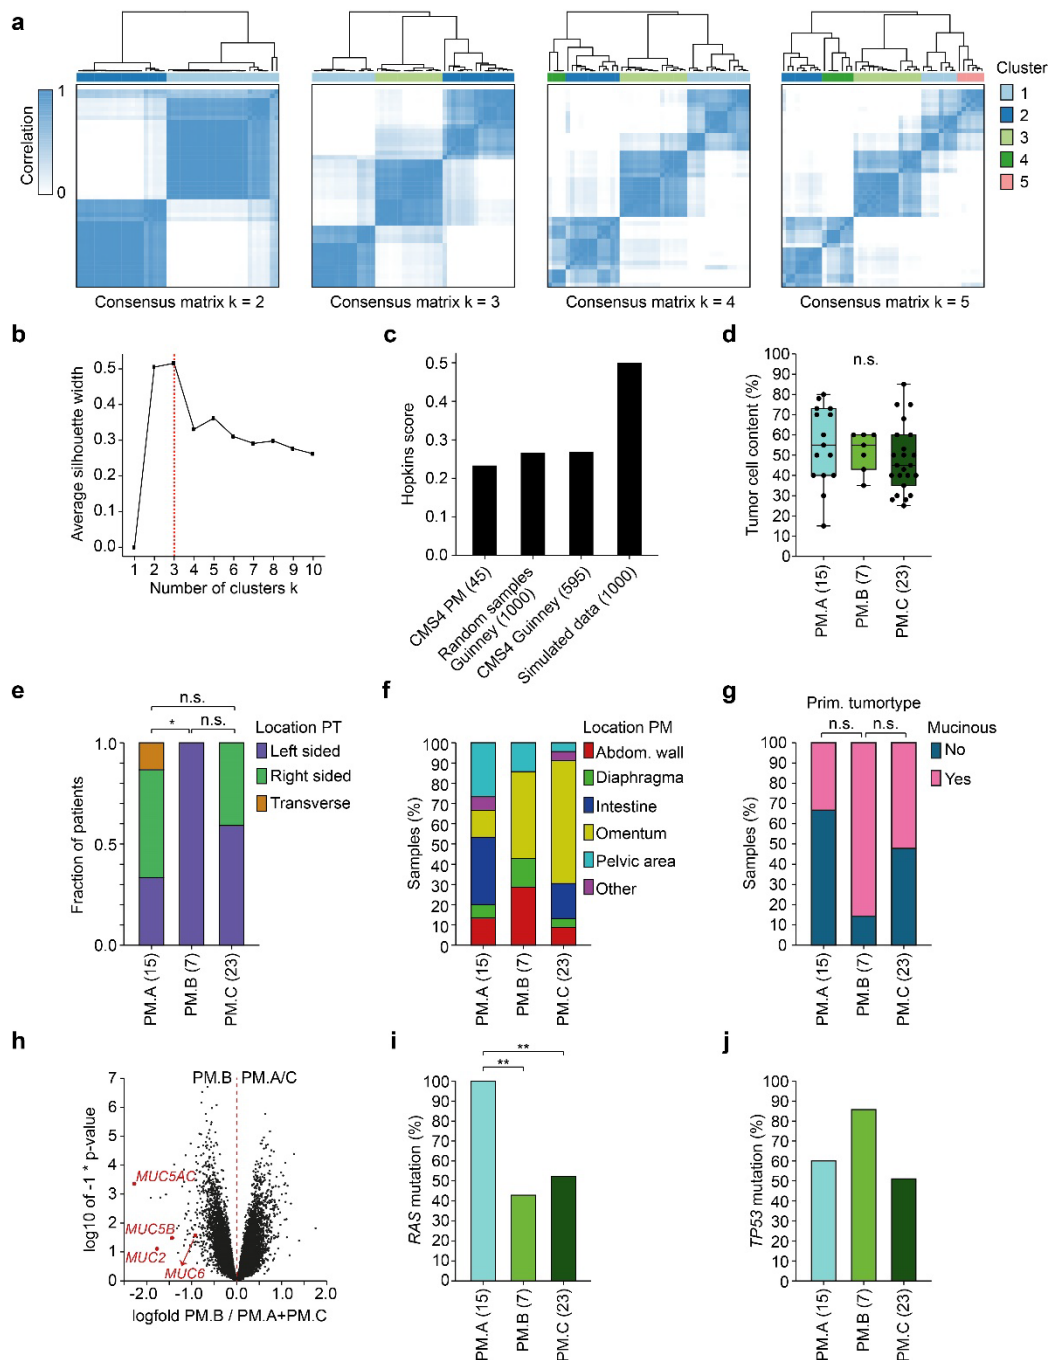 a
Cluster
1
2
3
4
5
Correlation
1
0
Consensus matrix k = 2
Consensus matrix k = 3
Consensus matrix k = 4
Consensus matrix k = 5
b
Average silhouette width
0.5
0.4
0.3
0.2
0.1
0.0
1 2 3 4 5 6 7 8 9 10
Number of clusters k
c
Hopkins score
0.5
0.4
0.3
0.2
0.1
0.0
CMS4 PM (45)
Random samples
Guinney (1000)
CMS4 Guinney (595)
Simulated data (1000)
d
n.s.
Tumor cell content (%)
100
90
80
70
60
50
40
30
20
10
0
PM.A (15)
PM.B (7)
PM.C (23)
e
n.s.
* n.s.
Location PT
Left sided
Right sided
Transverse
Fraction of patients
1.0
0.5
0.0
PM.A (15)
PM.B (7)
PM.C (23)
f
Location PM
Abdom. wall
Diaphragma
Intestine
Omentum
Pelvic area
Other
Samples (%)
100
90
80
70
60
50
40
30
20
10
0
PM.A (15)
PM.B (7)
PM.C (23)
g
Prim. tumortype
n.s. n.s.
Mucinous
No
Yes
Samples (%)
100
90
80
70
60
50
40
30
20
10
0
PM.A (15)
PM.B (7)
PM.C (23)
h
PM.B PM.A/C
log10 of -1 * p-value
7
6
5
4
3
2
1
0
MUC5AC
MUC5B
MUC2
MUC6
-2.0 -1.0 0.0 1.0 2.0
logfold PM.B / PM.A+PM.C
i
**
**
RAS mutation (%)
100
90
80
70
60
50
40
30
20
10
0
PM.A (15)
PM.B (7)
PM.C (23)
j
TP53 mutation (%)
100
90
80
70
60
50
40
30
20
10
0
PM.A (15)
PM.B (7)
PM.C (23)